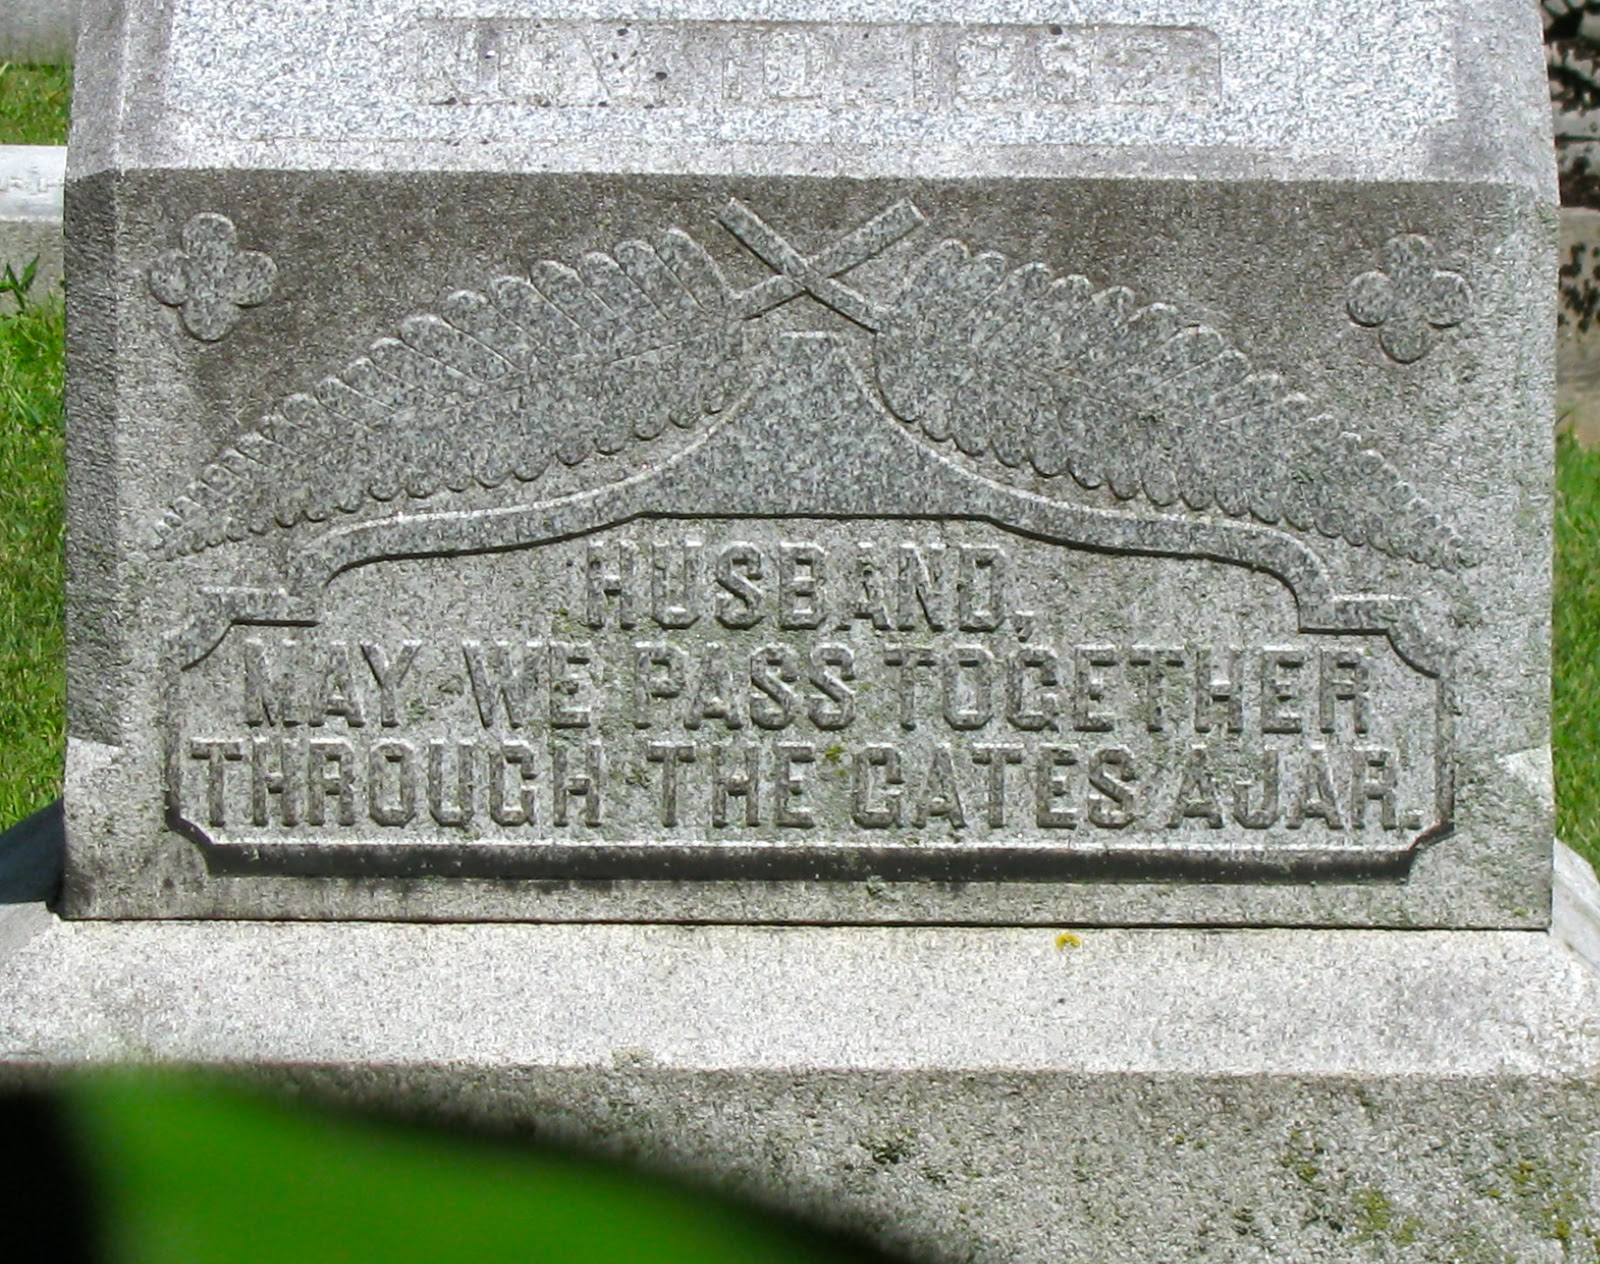 HUSBAND,
MAY WE PASS TOGETHER
THROUGH THE GATES AJAR.